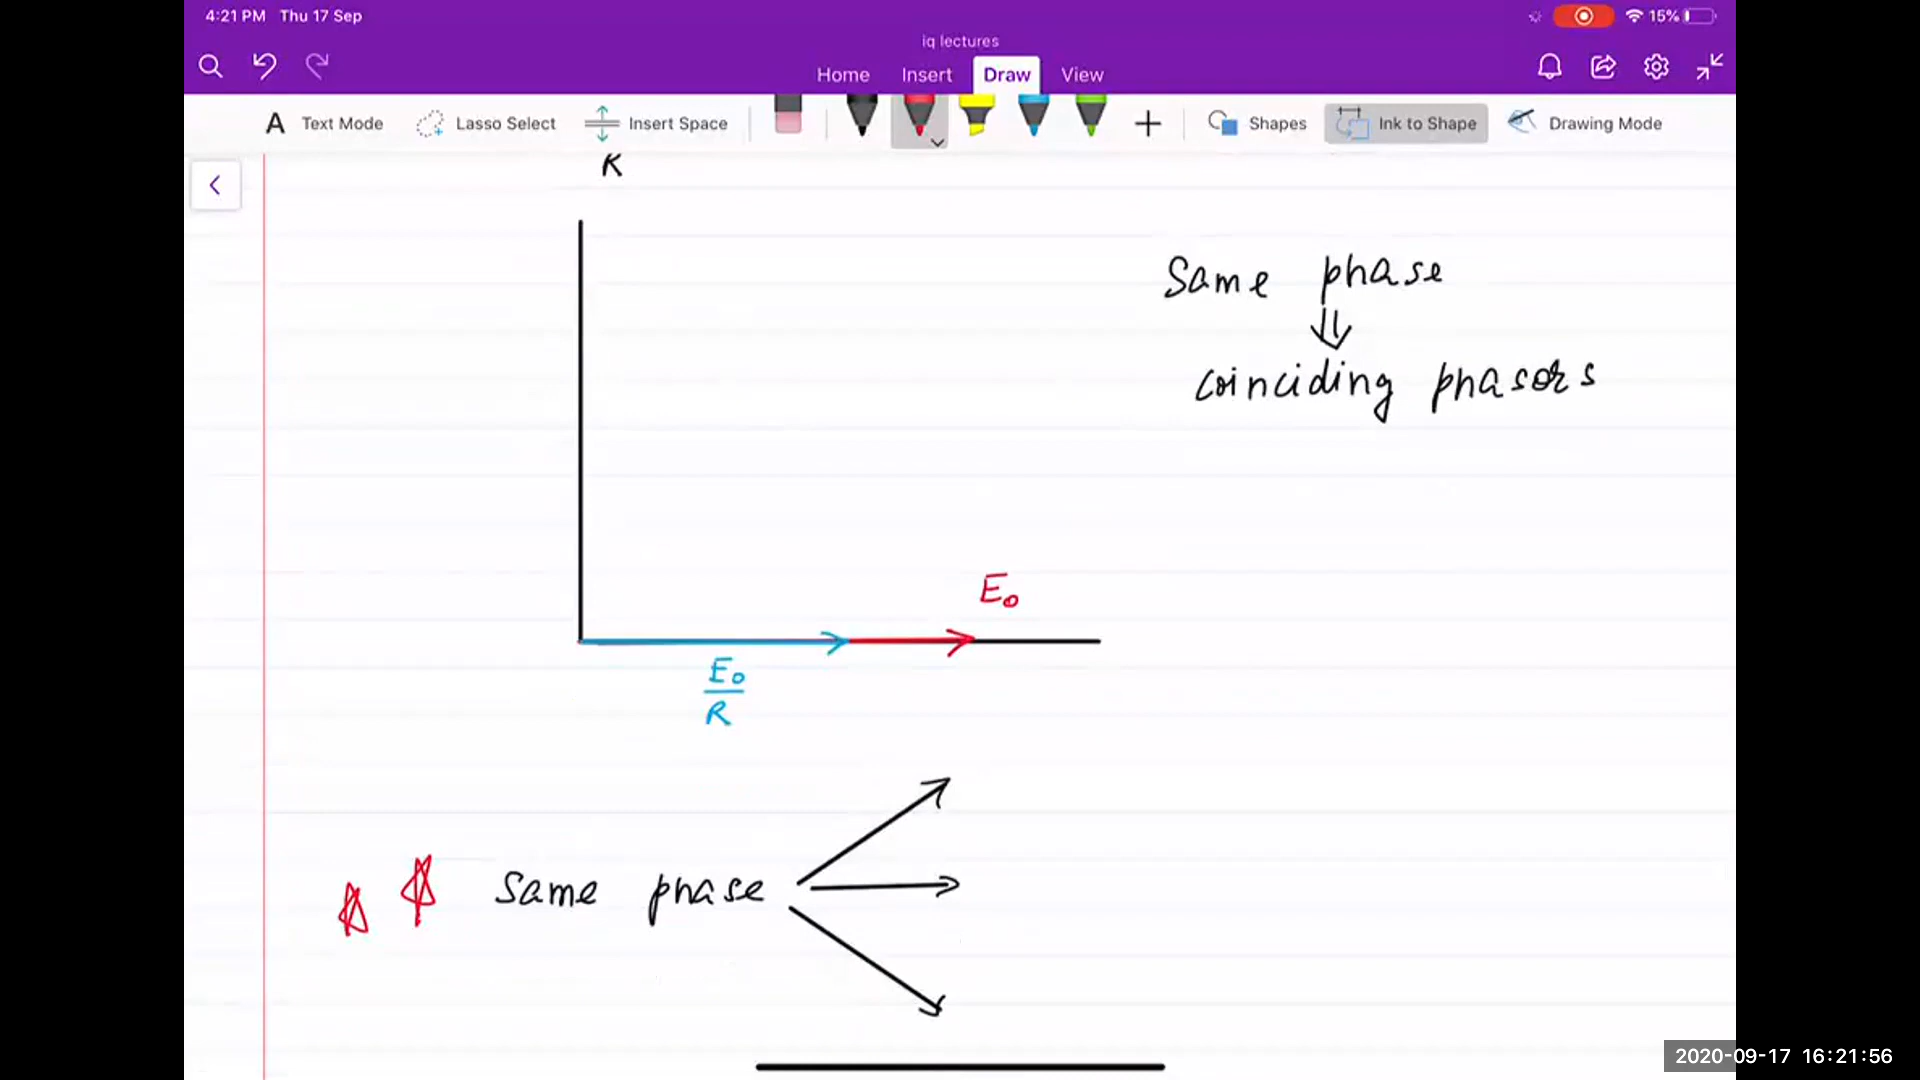 4:21 PM Thu 17 Sep
15%
iq lectures
Home Insert Draw View
A Text Mode Lasso Select Insert Space Shapes Ink to Shape Drawing Mode
R
Same phase
⇓
coinciding phasors
E₀
E₀
R
Same phase
2020-09-17 16:21:56